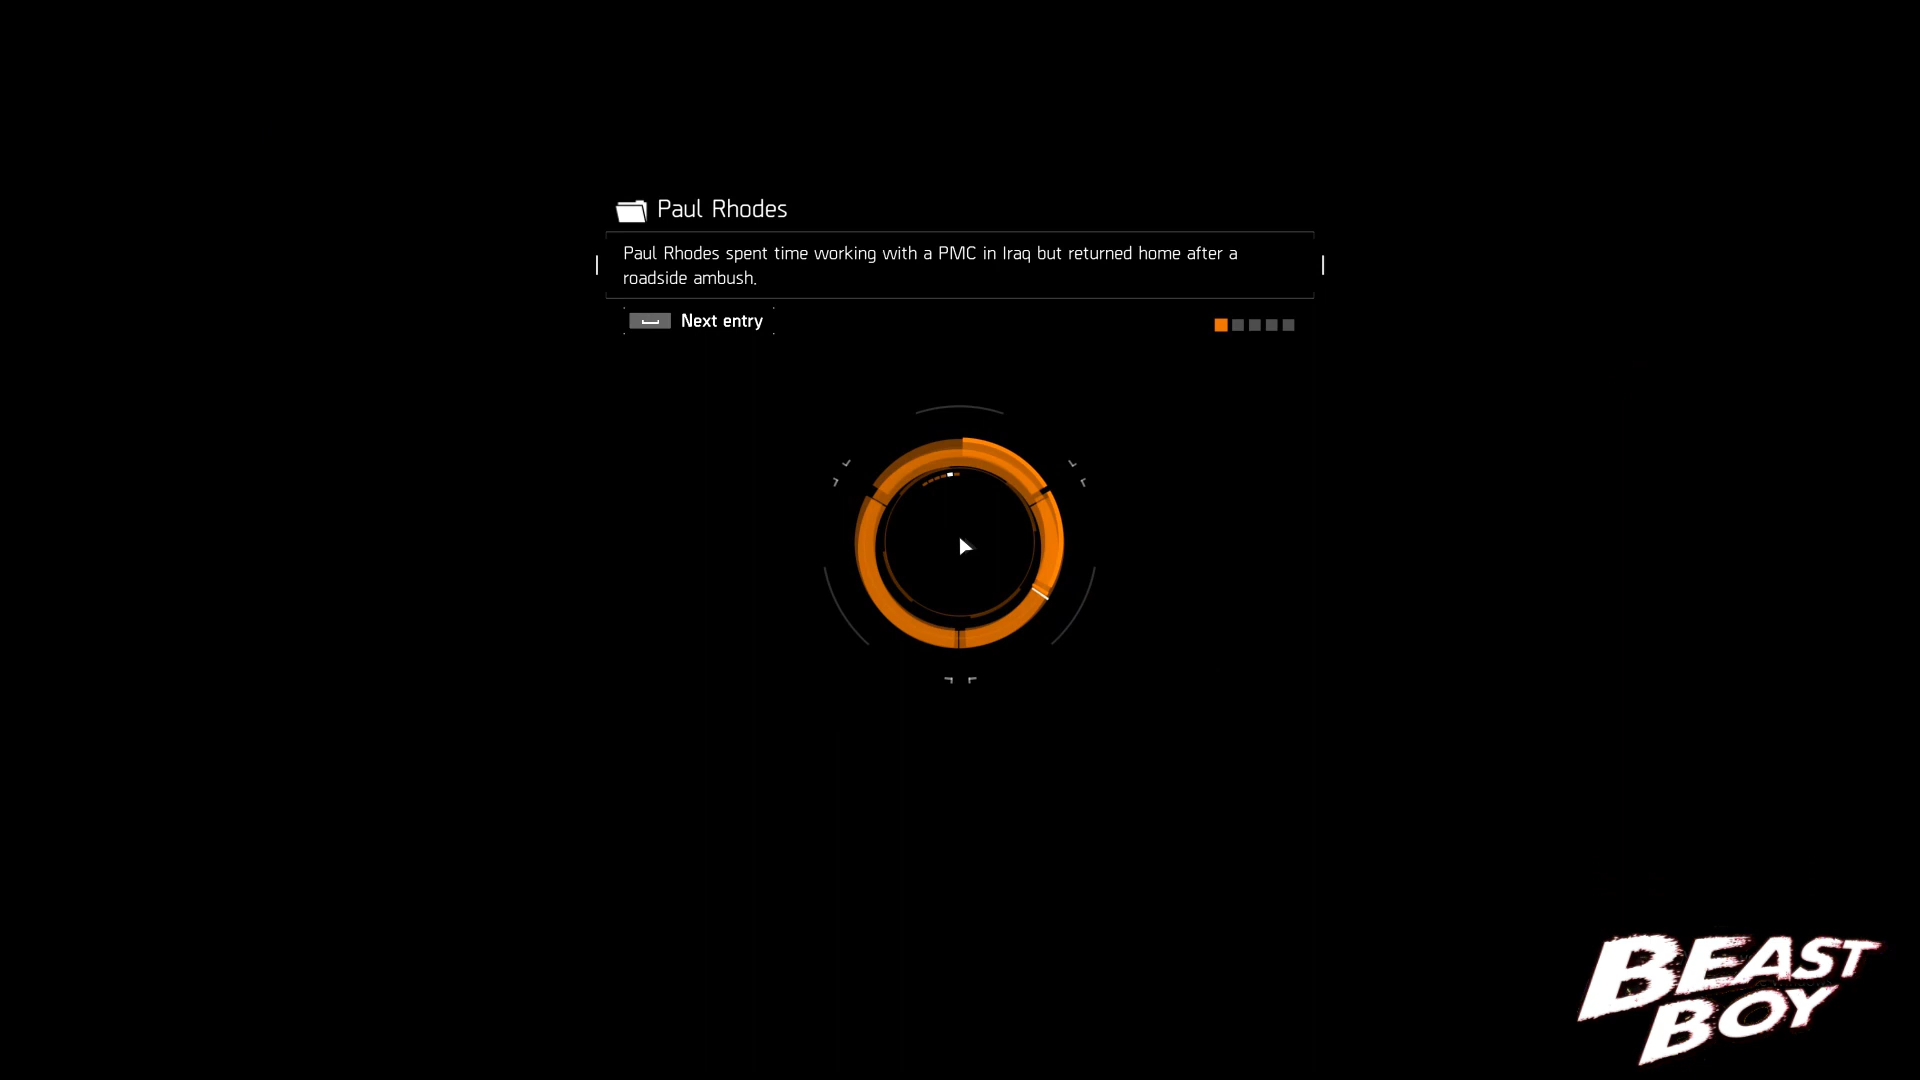 Paul Rhodes
Paul Rhodes spent time working with a PMC in Iraq but returned home after a
roadside ambush.
Next entry
BEAST
BOY